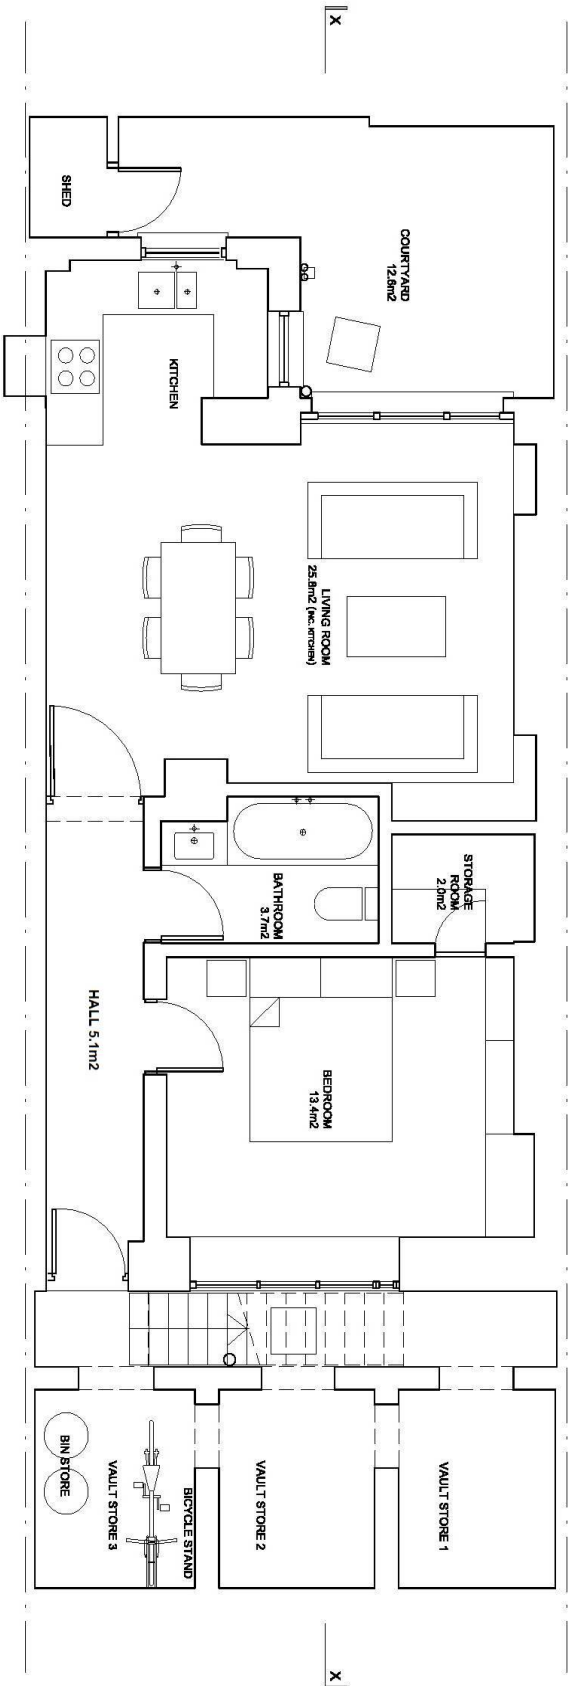 X
SHED
COURTYARD
12.6m2
KITCHEN
LIVING ROOM
25.8m2 (INC. KITCHEN)
STORAGE
ROOM
2.0m2
BATHROOM
3.7m2
HALL 5.1m2
BEDROOM
13.4m2
BIN STORE
VAULT STORE 3
BICYCLE STAND
VAULT STORE 2
VAULT STORE 1
X